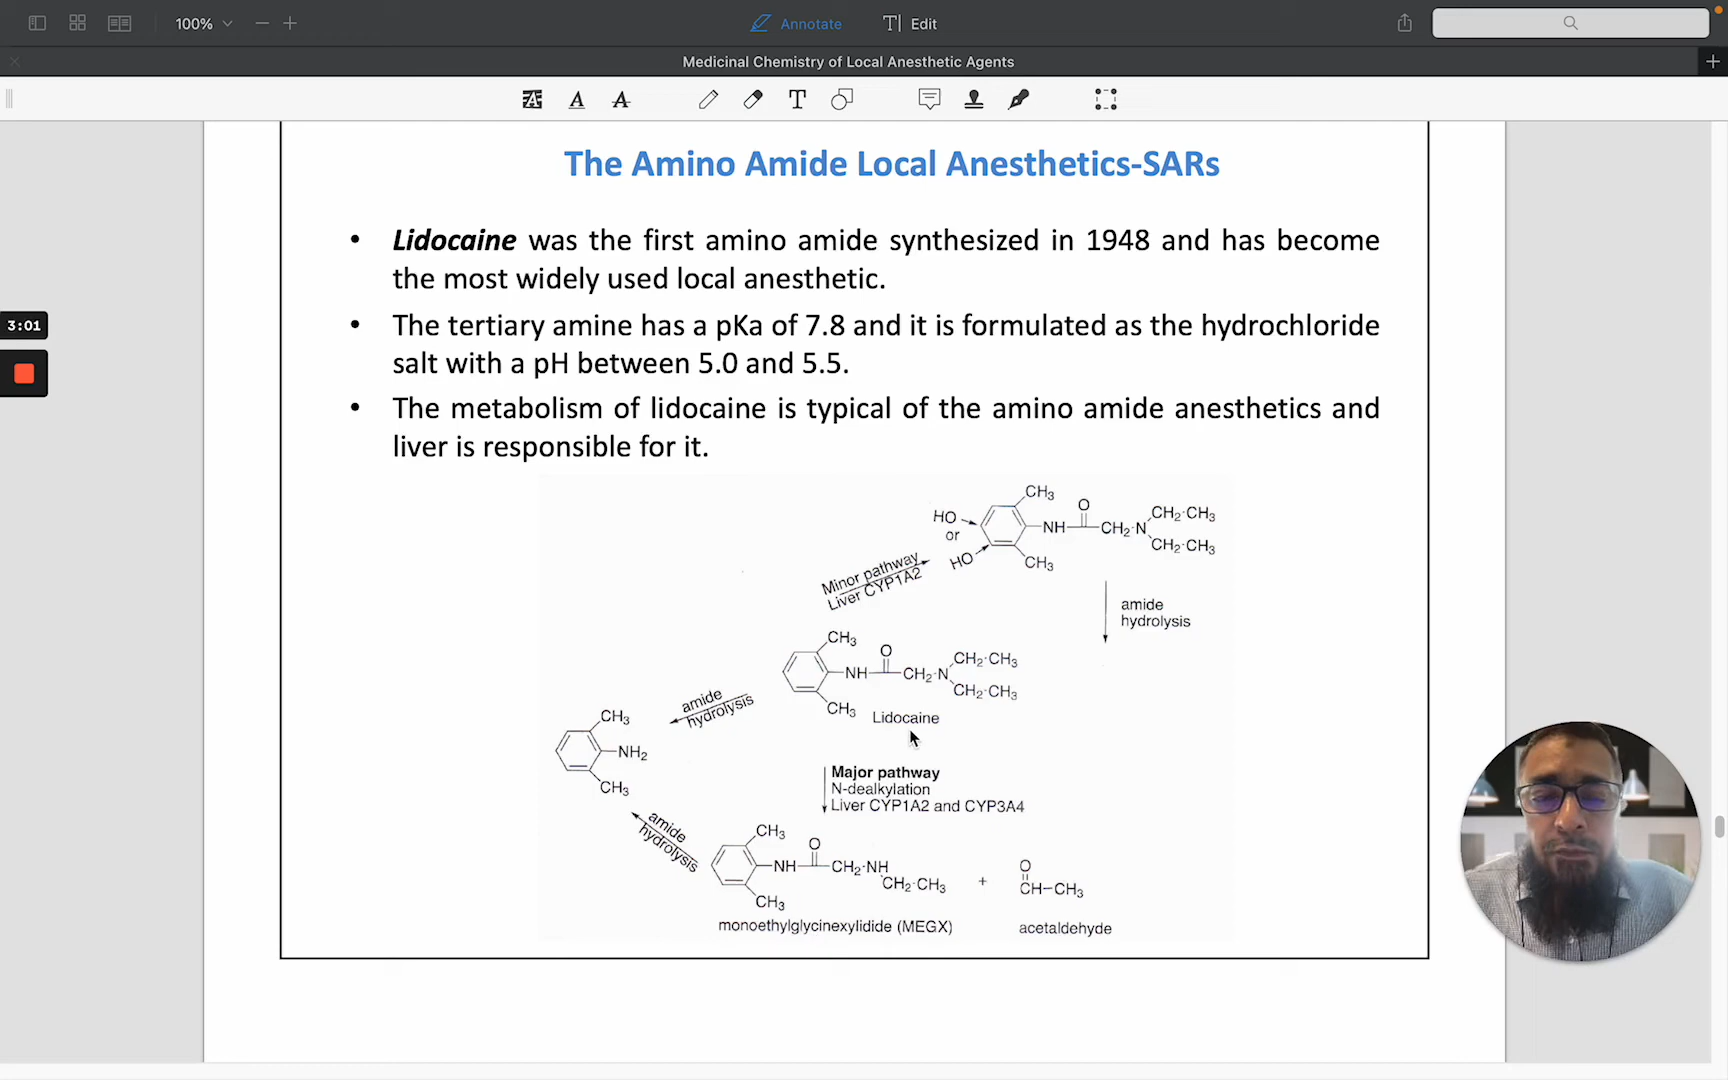 100%
Annotate
T| Edit
Medicinal Chemistry of Local Anesthetic Agents
A A A T
3:01
The Amino Amide Local Anesthetics-SARs
• Lidocaine was the first amino amide synthesized in 1948 and has become
the most widely used local anesthetic.
• The tertiary amine has a pKa of 7.8 and it is formulated as the hydrochloride
salt with a pH between 5.0 and 5.5.
• The metabolism of lidocaine is typical of the amino amide anesthetics and
liver is responsible for it.
CH3
HO
or
HO
NH
O
CH2·N
CH2·CH3
CH2·CH3
CH3
Minor pathway
Liver CYP1A2
amide
hydrolysis
CH3
NH
O
CH2·N
CH2·CH3
CH2·CH3
CH3
Lidocaine
amide
hydrolysis
CH3
NH2
CH3
Major pathway
N-dealkylation
Liver CYP1A2 and CYP3A4
amide
hydrolysis
CH3
NH
O
CH2·NH
CH2·CH3
CH3
+
O
CH–CH3
monoethylglycinexylidide (MEGX)
acetaldehyde